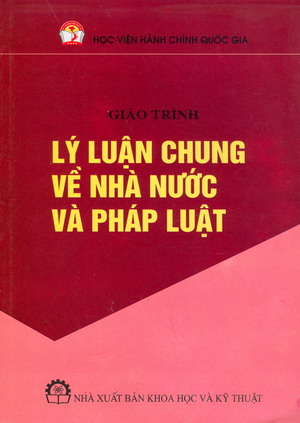 HỌC VIỆN HÀNH CHÍNH QUỐC GIA
GIÁO TRÌNH
LÝ LUẬN CHUNG
VỀ NHÀ NƯỚC
VÀ PHÁP LUẬT
NHÀ XUẤT BẢN KHOA HỌC VÀ KỸ THUẬT